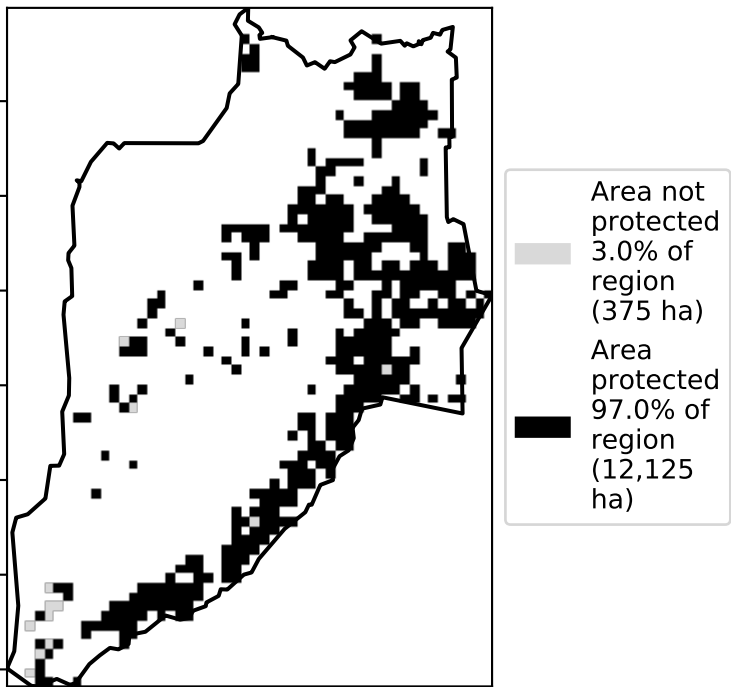 Area not
protected
3.0% of
region
(375 ha)
Area
protected
97.0% of
region
(12,125
ha)